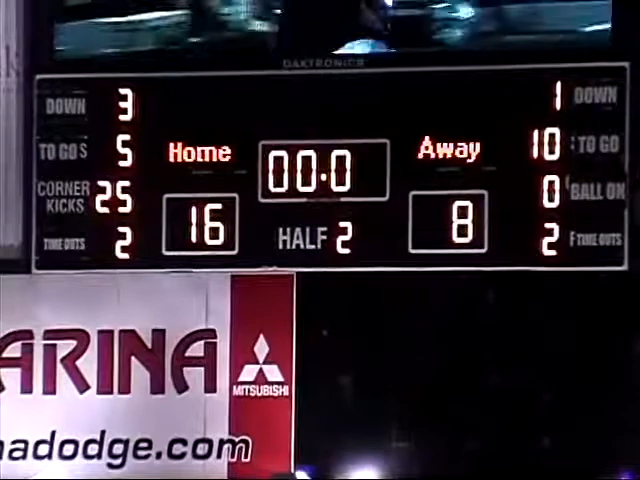 DAKTRONICS
DOWN 3
1 DOWN
TO GO 5
Home
00.0
Away
10 TO GO
CORNER KICKS 25
16
8
0 BALL ON
TIME OUTS 2
HALF 2
2 TIME OUTS
ARINA
MITSUBISHI
nadodge.com